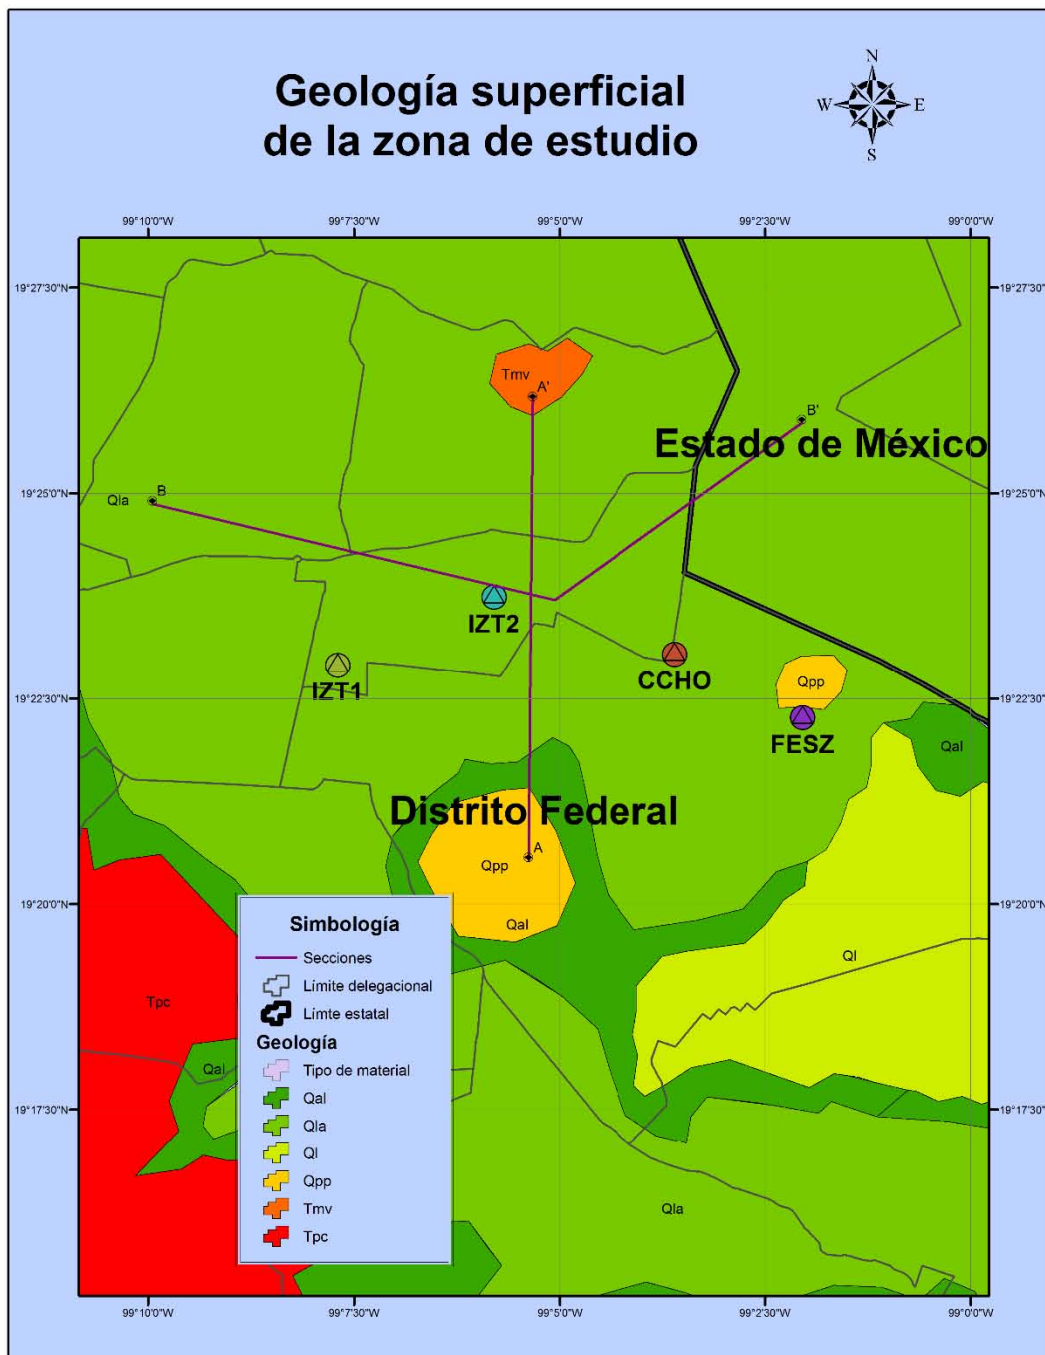 Geología superficial
de la zona de estudio
N
W
E
S
99°10'0"W
99°7'30"W
99°5'0"W
99°2'30"W
99°0'0"W
19°27'30"N
19°27'30"N
Tmv
A'
B'
Estado de México
19°25'0"N
Qla
B
19°25'0"N
IZT2
CCHO
IZT1
Qpp
19°22'30"N
19°22'30"N
FESZ
Qal
Distrito Federal
Qpp
A
19°20'0"N
19°20'0"N
Qal
Ql
Tpc
Qal
19°17'30"N
19°17'30"N
Qla
Simbología
Secciones
Límite delegacional
Límte estatal
Geología
Tipo de material
Qal
Qla
Ql
Qpp
Tmv
Tpc
99°10'0"W
99°7'30"W
99°5'0"W
99°2'30"W
99°0'0"W